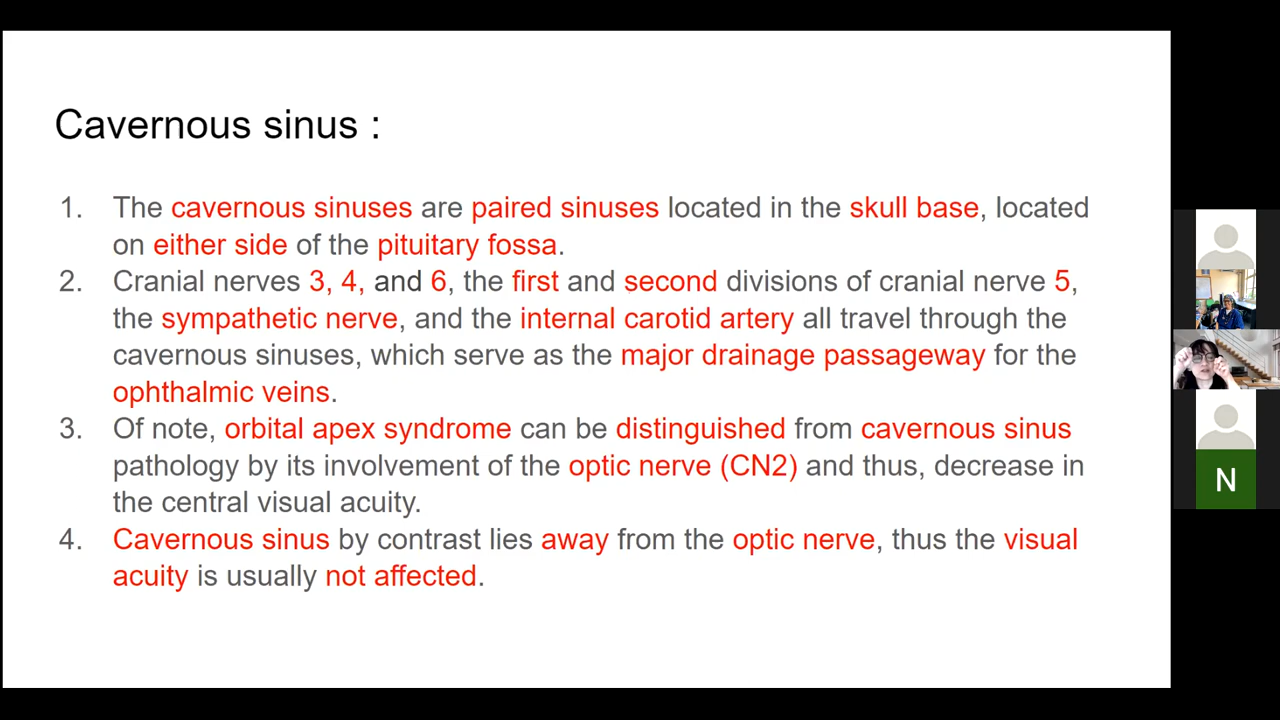 Cavernous sinus :
1. The cavernous sinuses are paired sinuses located in the skull base, located
on either side of the pituitary fossa.
2. Cranial nerves 3, 4, and 6, the first and second divisions of cranial nerve 5,
the sympathetic nerve, and the internal carotid artery all travel through the
cavernous sinuses, which serve as the major drainage passageway for the
ophthalmic veins.
3. Of note, orbital apex syndrome can be distinguished from cavernous sinus
pathology by its involvement of the optic nerve (CN2) and thus, decrease in
the central visual acuity.
4. Cavernous sinus by contrast lies away from the optic nerve, thus the visual
acuity is usually not affected.
N